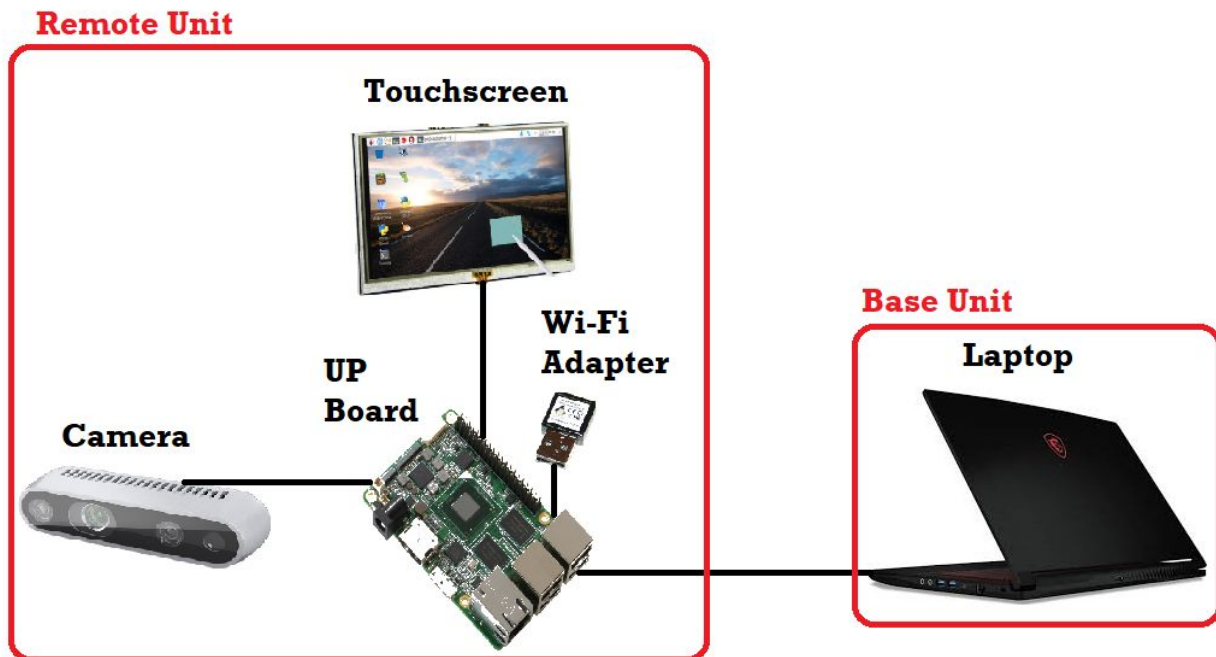 Remote Unit
Touchscreen
Wi-Fi
Adapter
UP
Board
Camera
Base Unit
Laptop